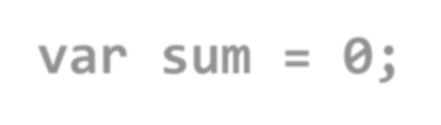 var sum = 0;